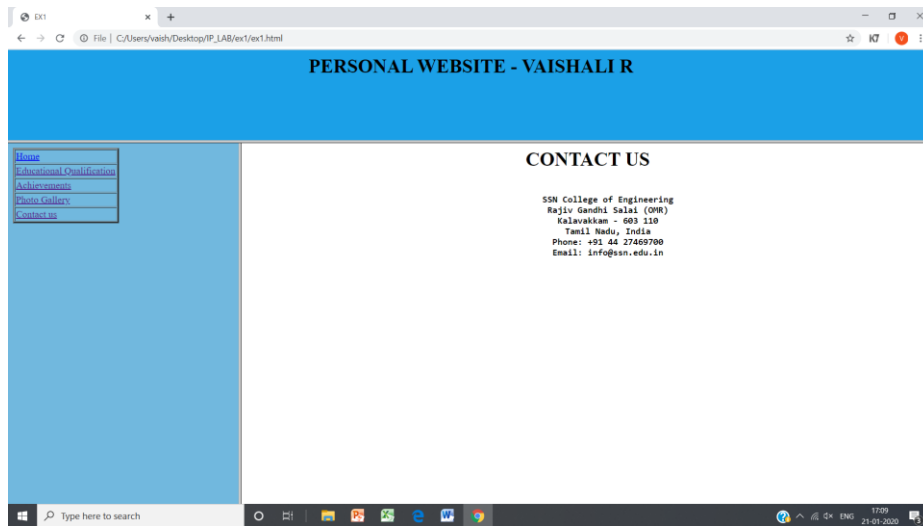 EX1
File | C:/Users/vaish/Desktop/IP_LAB/ex1/ex1.html
PERSONAL WEBSITE - VAISHALI R
Home
Educational Qualification
Achievements
Photo Gallery
Contact us
CONTACT US
SSN College of Engineering
Rajiv Gandhi Salai (OMR)
Kalavakkam - 603 110
Tamil Nadu, India
Phone: +91 44 27469700
Email: info@ssn.edu.in
Type here to search
ENG
17:09
21-01-2020